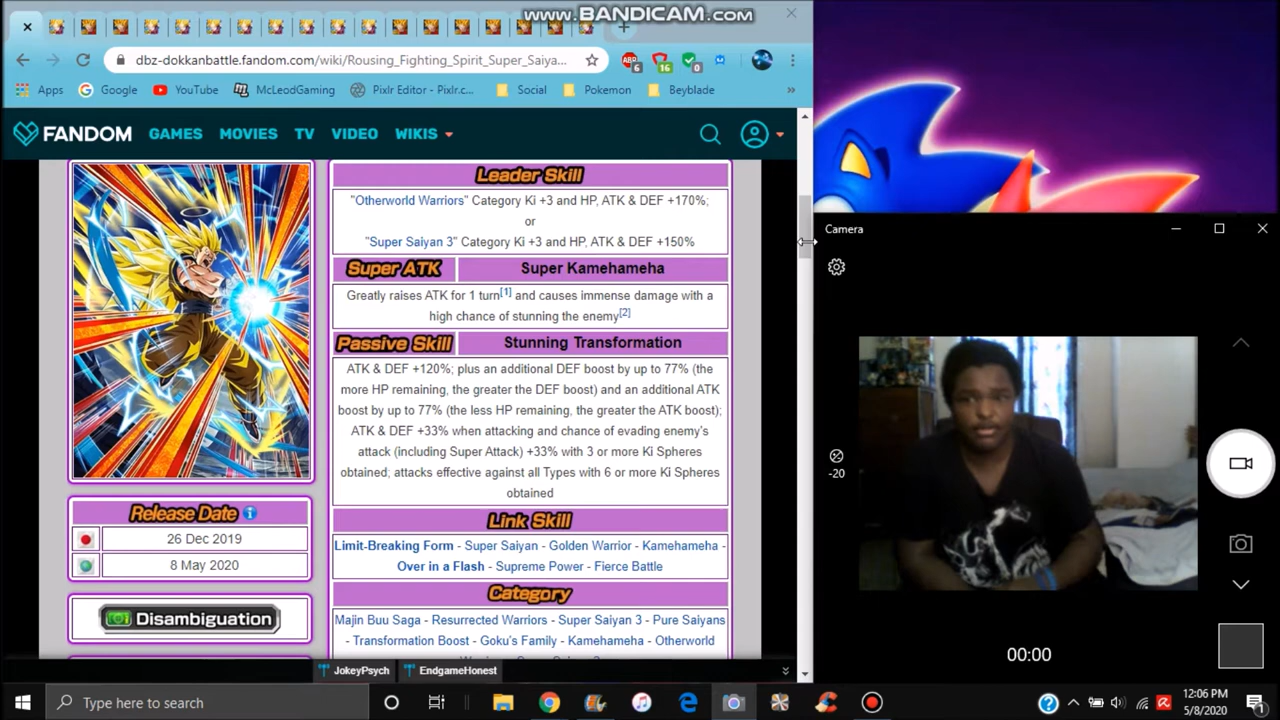 www.BANDICAM.com
dbz-dokkanbattle.fandom.com/wiki/Rousing_Fighting_Spirit_Super_Saiya...
ABP
6
16
0
Apps
Google
YouTube
McLeodGaming
Pixlr Editor - Pixlr.c...
Social
Pokemon
Beyblade
»
FANDOM
GAMES
MOVIES
TV
VIDEO
WIKIS
Leader Skill
"Otherworld Warriors" Category Ki +3 and HP, ATK & DEF +170%;
or
"Super Saiyan 3" Category Ki +3 and HP, ATK & DEF +150%
Super ATK
Super Kamehameha
Greatly raises ATK for 1 turn[1] and causes immense damage with a
high chance of stunning the enemy[2]
Passive Skill
Stunning Transformation
ATK & DEF +120%; plus an additional DEF boost by up to 77% (the
more HP remaining, the greater the DEF boost) and an additional ATK
boost by up to 77% (the less HP remaining, the greater the ATK boost);
ATK & DEF +33% when attacking and chance of evading enemy's
attack (including Super Attack) +33% with 3 or more Ki Spheres
obtained; attacks effective against all Types with 6 or more Ki Spheres
obtained
Link Skill
Limit-Breaking Form - Super Saiyan - Golden Warrior - Kamehameha -
Over in a Flash - Supreme Power - Fierce Battle
Category
Majin Buu Saga - Resurrected Warriors - Super Saiyan 3 - Pure Saiyans
- Transformation Boost - Goku's Family - Kamehameha - Otherworld
Release Date
26 Dec 2019
8 May 2020
Disambiguation
JokeyPsych
EndgameHonest
Camera
-20
00:00
Type here to search
12:06 PM
5/8/2020
1